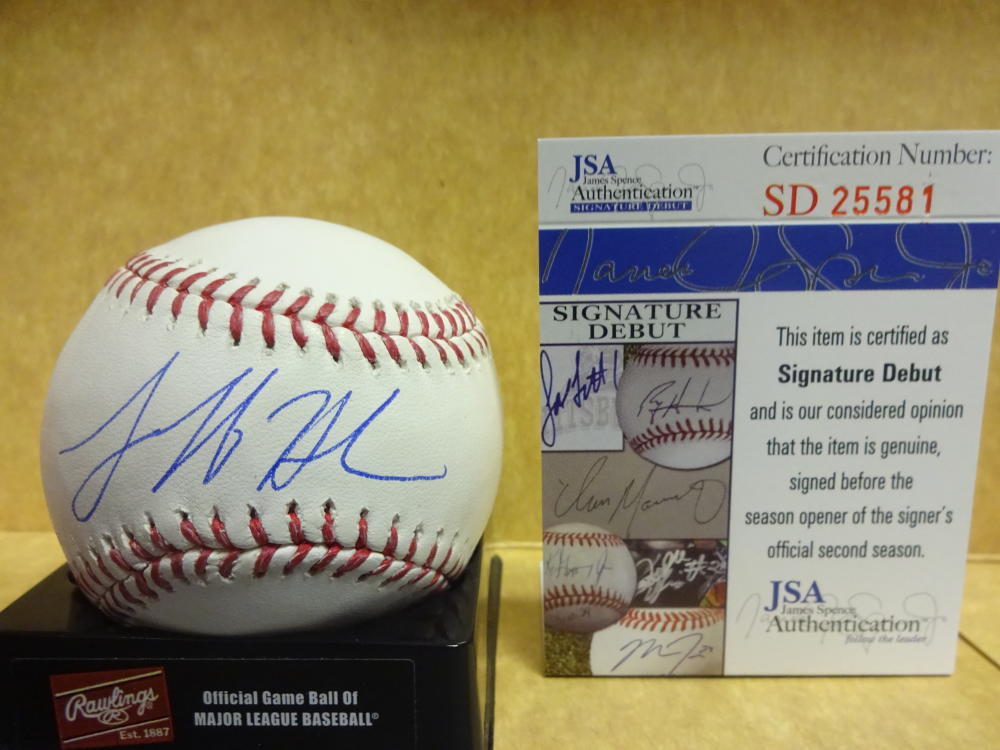 JSA
James Spence
Authentication
SIGNATURE DEBUT
Certification Number:
SD 25581
SIGNATURE
DEBUT
This item is certified as
Signature Debut
and is our considered opinion
that the item is genuine,
signed before the
season opener of the signer's
official second season.
JSA
James Spence
Authentication
follow the leader
Rawlings
Est. 1887
Official Game Ball Of
MAJOR LEAGUE BASEBALL®